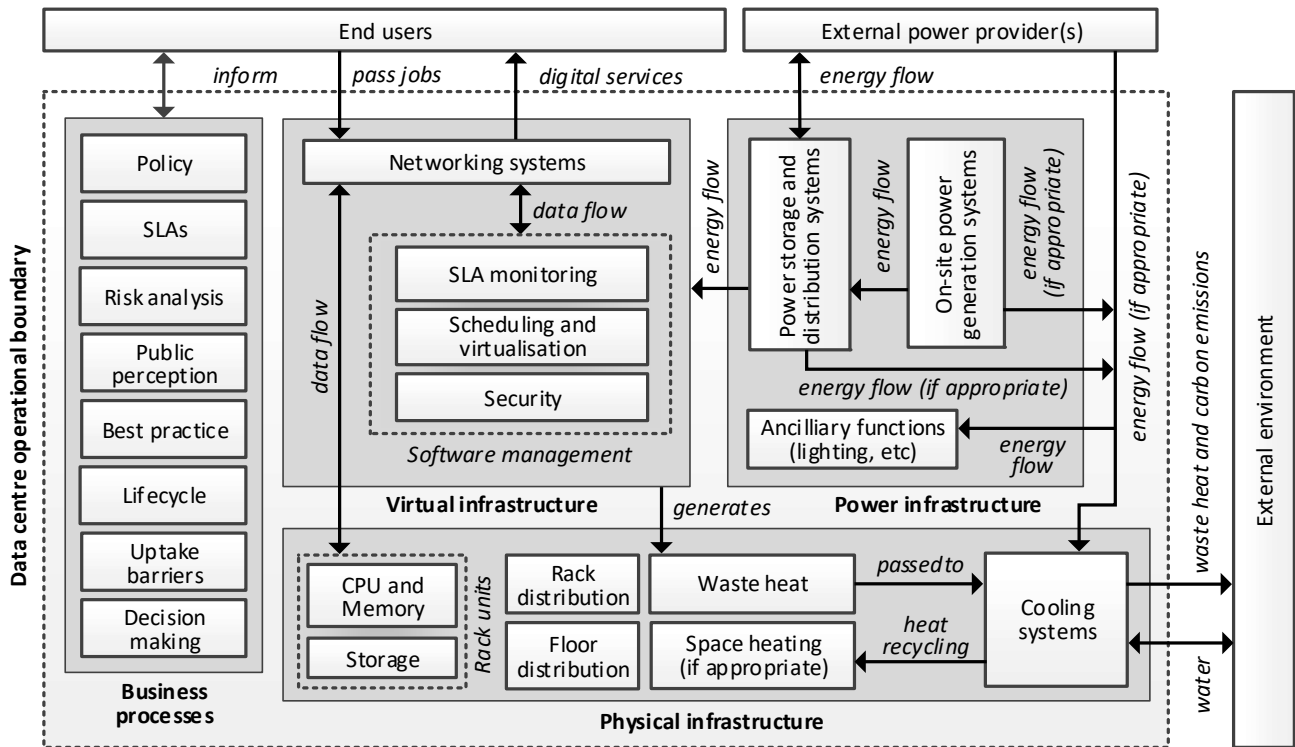 End users
External power provider(s)
inform
pass jobs
digital services
energy flow
Data centre operational boundary
Policy
SLAs
Risk analysis
Public
perception
Best practice
Lifecycle
Uptake
barriers
Decision
making
Business
processes
Networking systems
data flow
data flow
SLA monitoring
Scheduling and
virtualisation
Security
Software management
Virtual infrastructure
energy flow
Power storage and
distribution systems
energy flow
On-site power
generation systems
energy flow
(if appropriate)
energy flow (if appropriate)
energy flow (if appropriate)
Ancilliary functions
(lighting, etc)
energy
flow
Power infrastructure
generates
CPU and
Memory
Storage
Rack units
Rack
distribution
Floor
distribution
Waste heat
Space heating
(if appropriate)
passed to
heat
recycling
Cooling
systems
Physical infrastructure
waste heat and carbon emissions
water
External environment